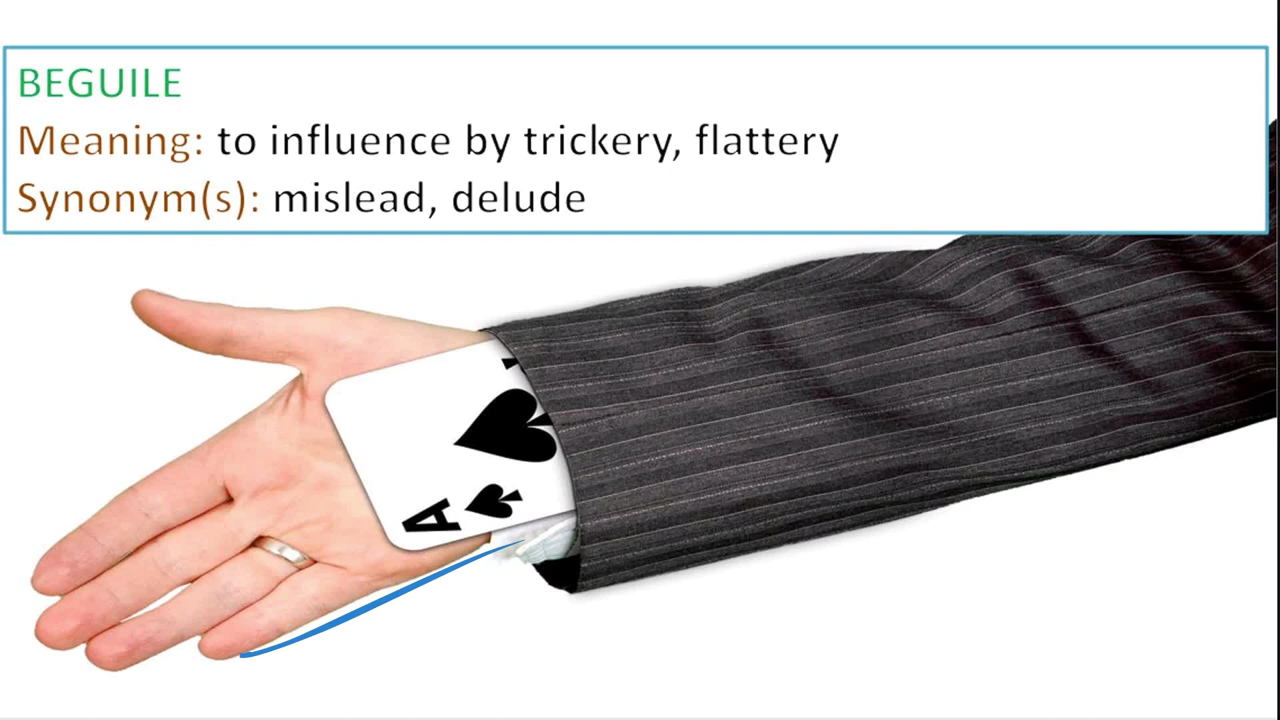 BEGUILE
Meaning: to influence by trickery, flattery
Synonym(s): mislead, delude
A